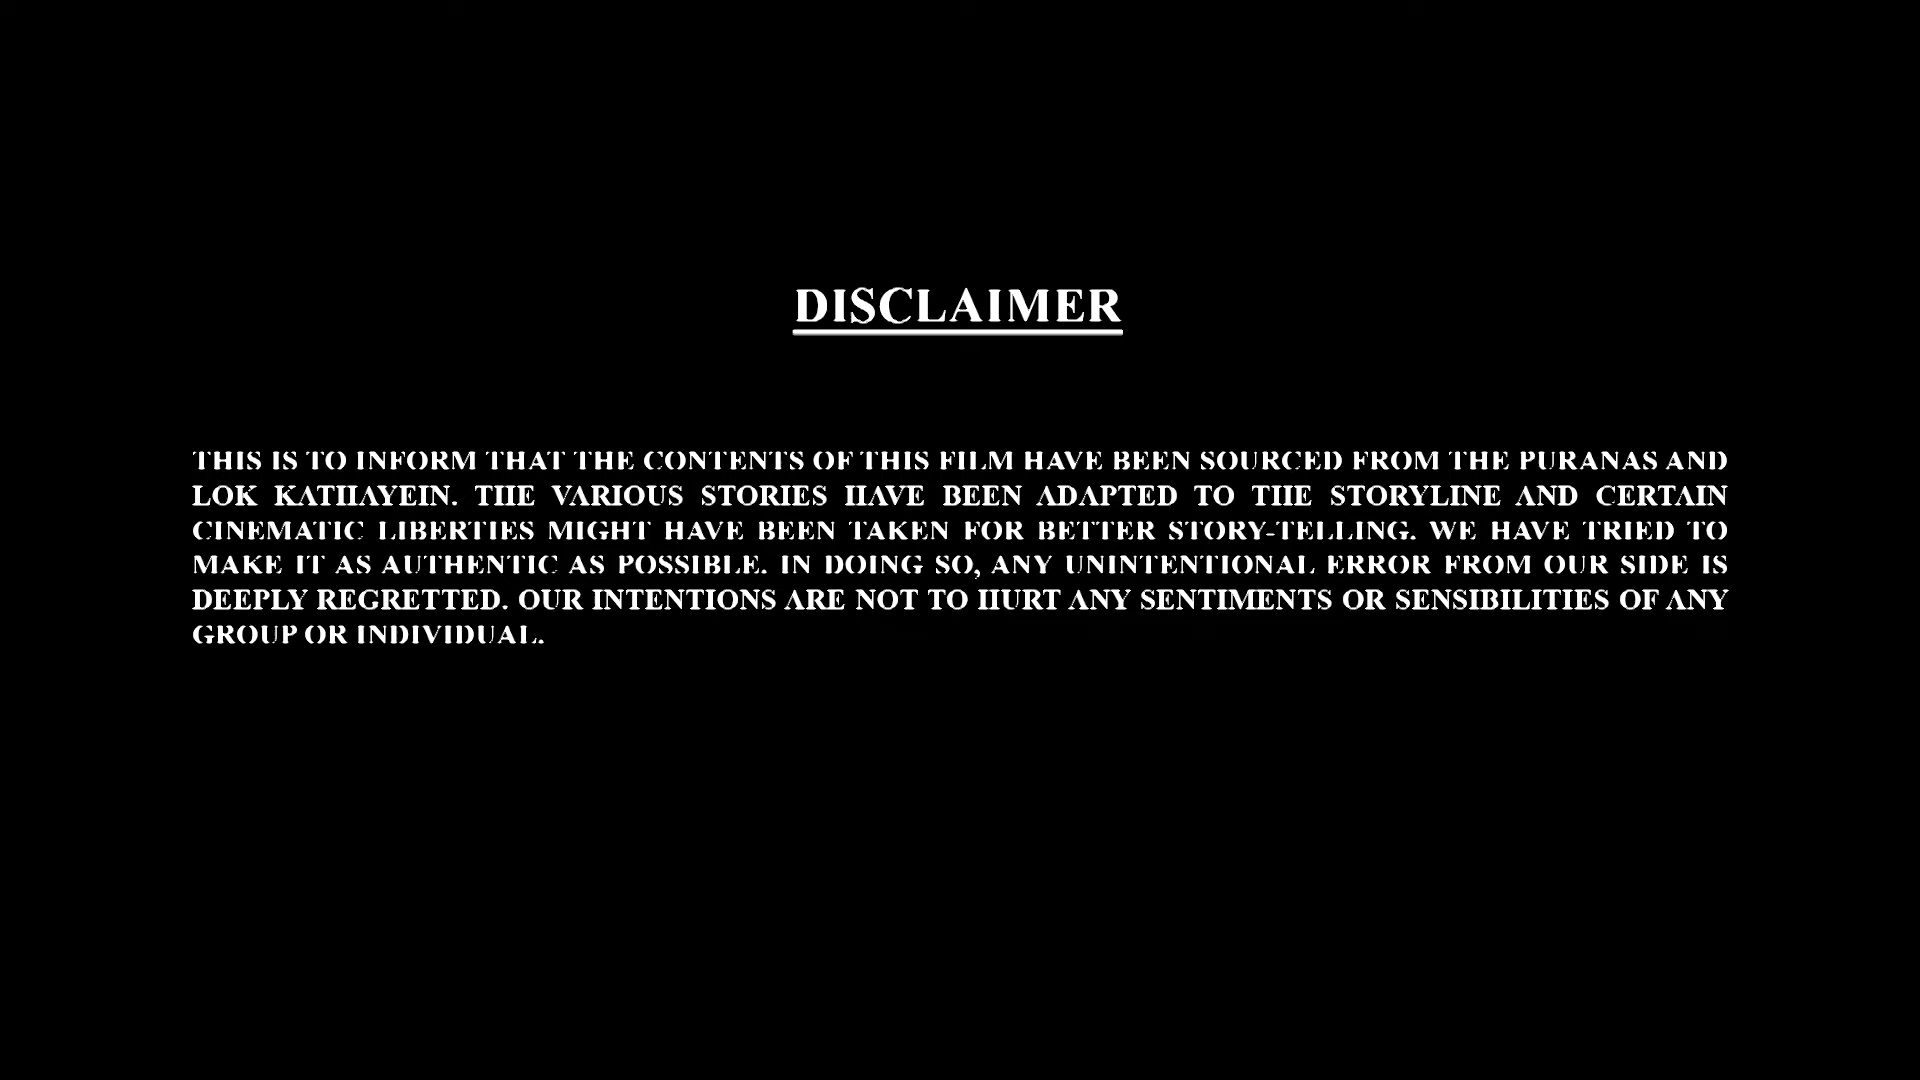 DISCLAIMER
THIS IS TO INFORM THAT THE CONTENTS OF THIS FILM HAVE BEEN SOURCED FROM THE PURANAS AND
LOK KATHAYEIN. THE VARIOUS STORIES HAVE BEEN ADAPTED TO THE STORYLINE AND CERTAIN
CINEMATIC LIBERTIES MIGHT HAVE BEEN TAKEN FOR BETTER STORY-TELLING. WE HAVE TRIED TO
MAKE IT AS AUTHENTIC AS POSSIBLE. IN DOING SO, ANY UNINTENTIONAL ERROR FROM OUR SIDE IS
DEEPLY REGRETTED. OUR INTENTIONS ARE NOT TO HURT ANY SENTIMENTS OR SENSIBILITIES OF ANY
GROUP OR INDIVIDUAL.